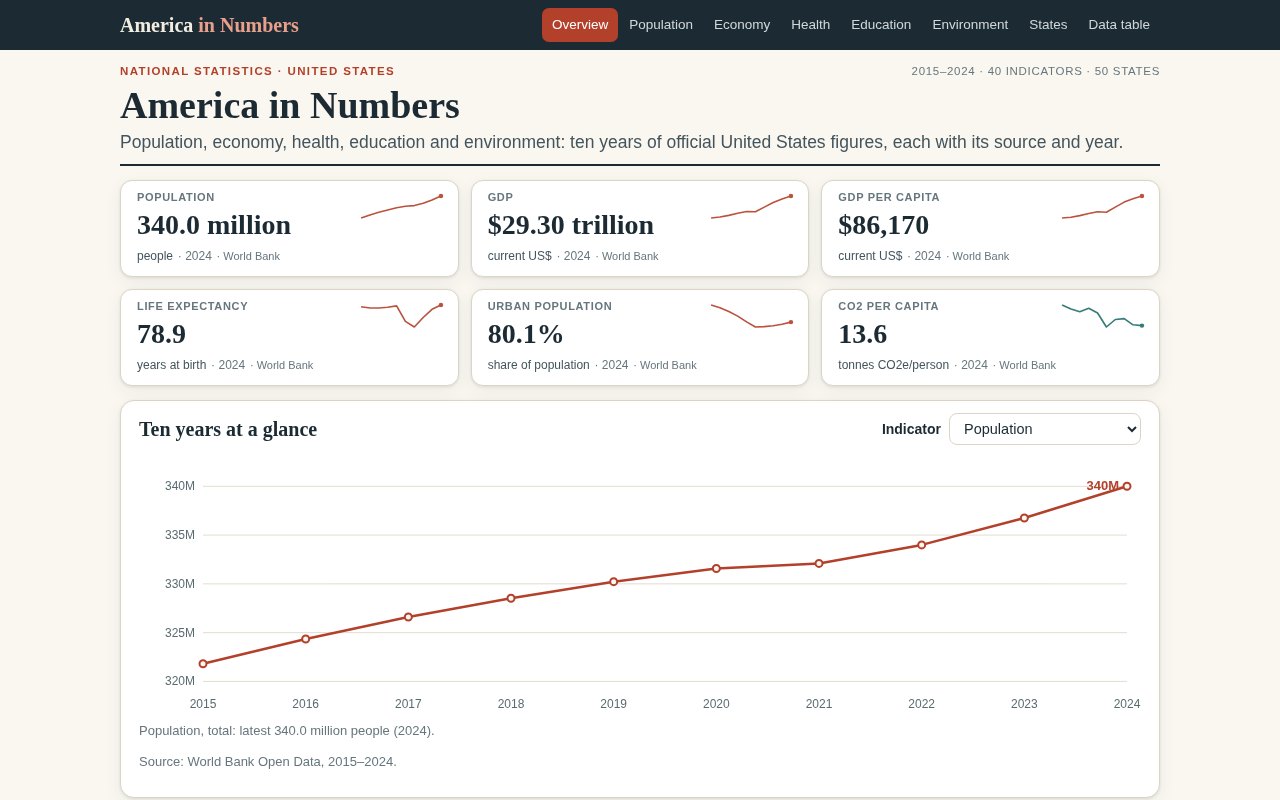 America in Numbers
Overview Population Economy Health Education Environment States Data table
NATIONAL STATISTICS · UNITED STATES
2015–2024 · 40 INDICATORS · 50 STATES
America in Numbers
Population, economy, health, education and environment: ten years of official United States figures, each with its source and year.
POPULATION
340.0 million
people · 2024 · World Bank
GDP
$29.30 trillion
current US$ · 2024 · World Bank
GDP PER CAPITA
$86,170
current US$ · 2024 · World Bank
LIFE EXPECTANCY
78.9
years at birth · 2024 · World Bank
URBAN POPULATION
80.1%
share of population · 2024 · World Bank
CO2 PER CAPITA
13.6
tonnes CO2e/person · 2024 · World Bank
Ten years at a glance
Indicator Population
340M
340M
335M
330M
325M
320M
2015 2016 2017 2018 2019 2020 2021 2022 2023 2024
Population, total: latest 340.0 million people (2024).
Source: World Bank Open Data, 2015–2024.